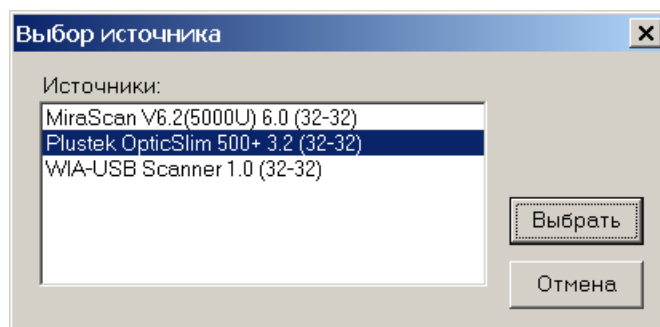 Выбор источника
Источники:
MiraScan V6.2(5000U) 6.0 (32-32)
Plustek OpticSlim 500+ 3.2 (32-32)
WIA-USB Scanner 1.0 (32-32)
Выбрать
Отмена